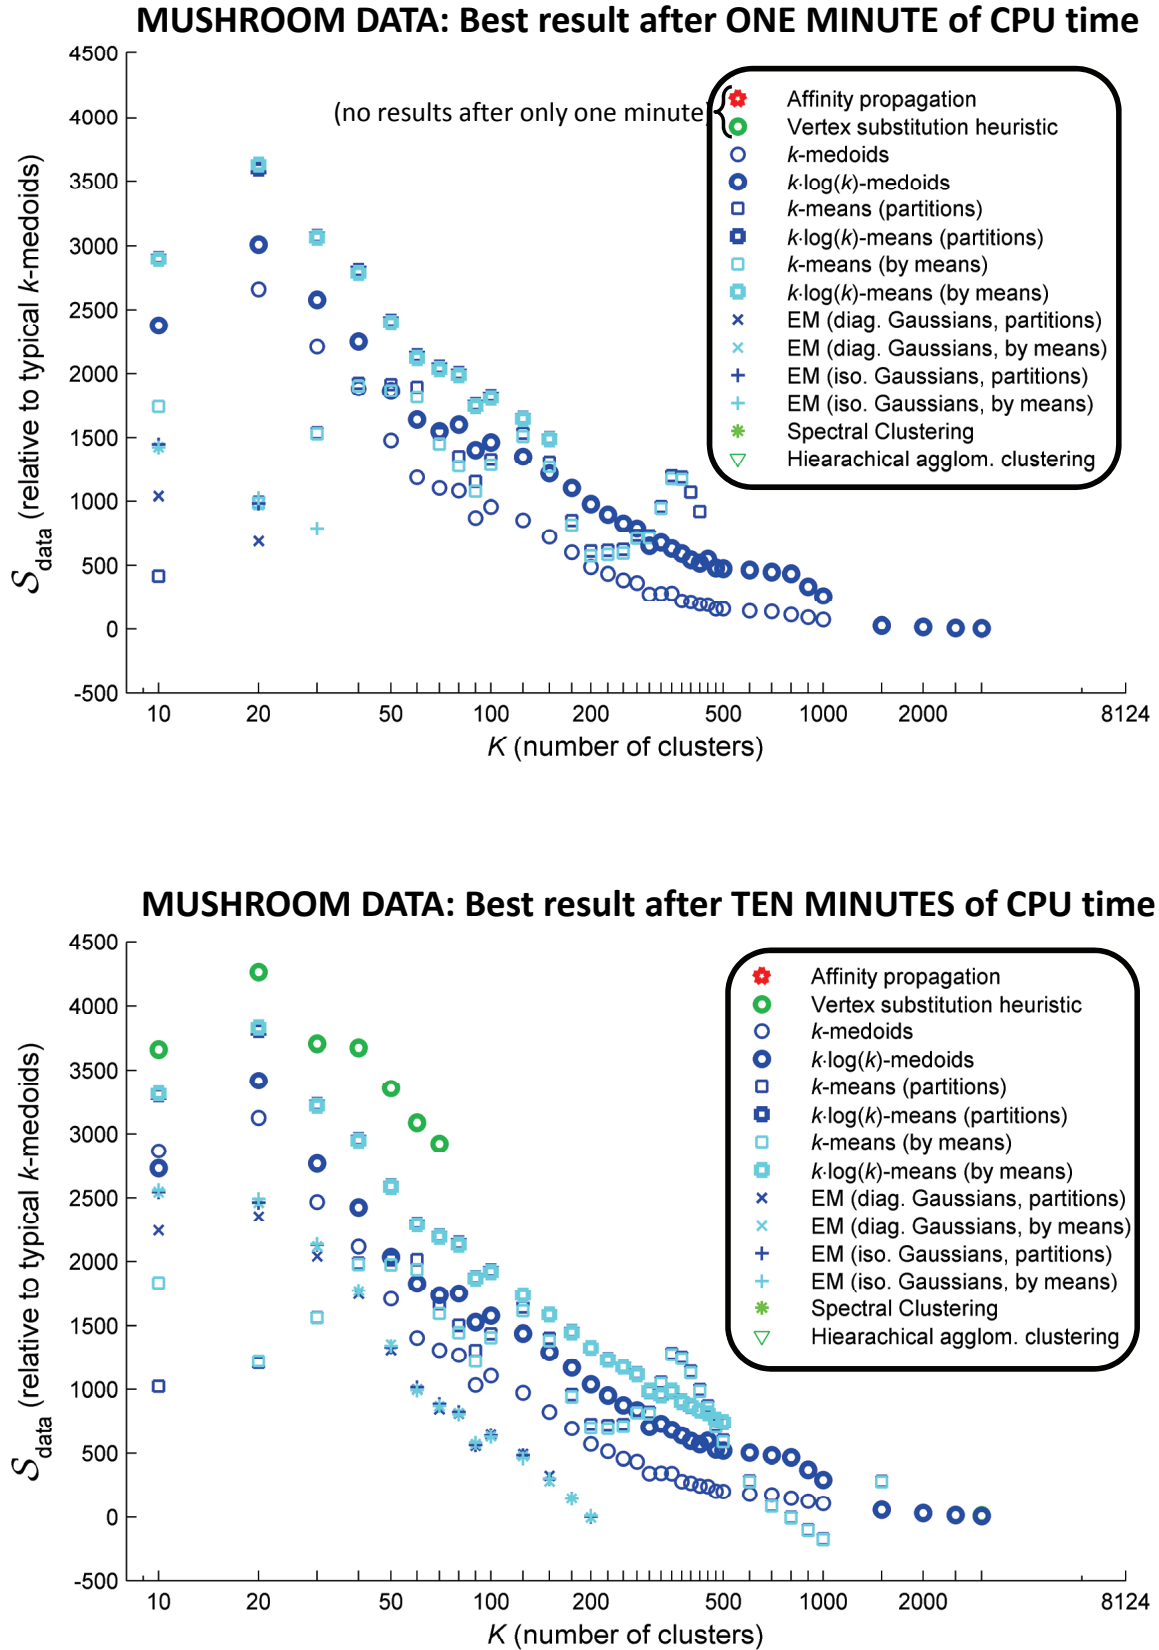 MUSHROOM DATA: Best result after ONE MINUTE of CPU time
4500
4000
3500
3000
2500
2000
1500
1000
500
0
-500
𝒮data (relative to typical k-medoids)
(no results after only one minute)
Affinity propagation
Vertex substitution heuristic
k-medoids
k·log(k)-medoids
k-means (partitions)
k·log(k)-means (partitions)
k-means (by means)
k·log(k)-means (by means)
EM (diag. Gaussians, partitions)
EM (diag. Gaussians, by means)
EM (iso. Gaussians, partitions)
EM (iso. Gaussians, by means)
Spectral Clustering
Hiearachical agglom. clustering
10 20 50 100 200 500 1000 2000 8124
K (number of clusters)
MUSHROOM DATA: Best result after TEN MINUTES of CPU time
4500
4000
3500
3000
2500
2000
1500
1000
500
0
-500
𝒮data (relative to typical k-medoids)
Affinity propagation
Vertex substitution heuristic
k-medoids
k·log(k)-medoids
k-means (partitions)
k·log(k)-means (partitions)
k-means (by means)
k·log(k)-means (by means)
EM (diag. Gaussians, partitions)
EM (diag. Gaussians, by means)
EM (iso. Gaussians, partitions)
EM (iso. Gaussians, by means)
Spectral Clustering
Hiearachical agglom. clustering
10 20 50 100 200 500 1000 2000 8124
K (number of clusters)